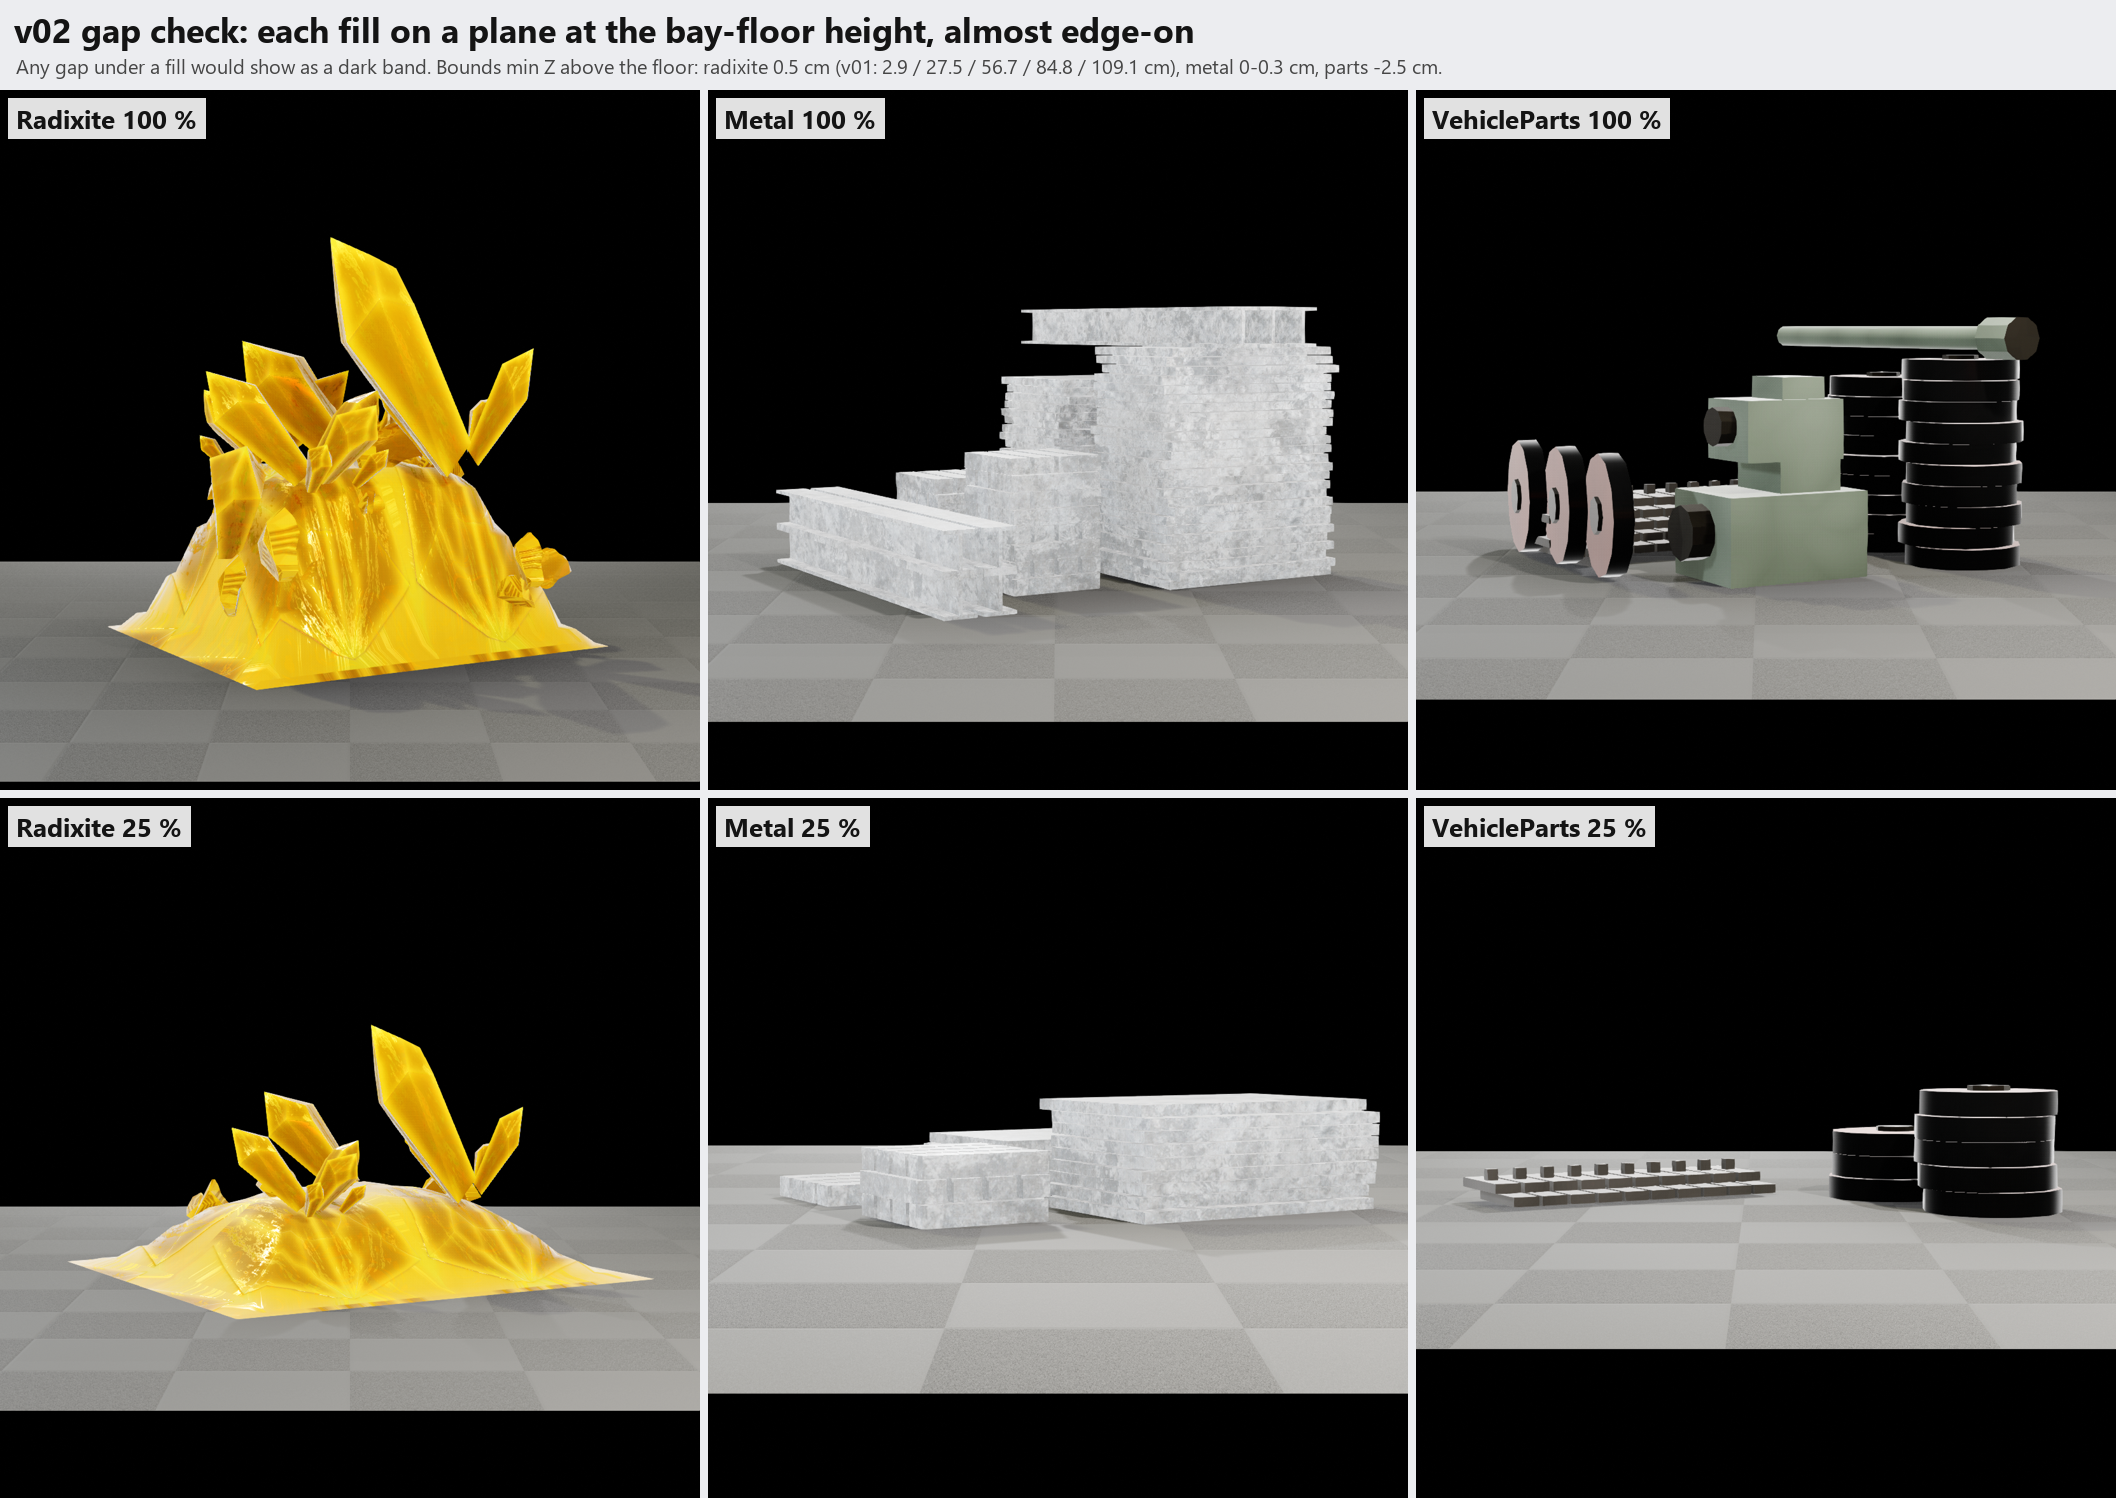 v02 gap check: each fill on a plane at the bay-floor height, almost edge-on
Any gap under a fill would show as a dark band. Bounds min Z above the floor: radixite 0.5 cm (v01: 2.9 / 27.5 / 56.7 / 84.8 / 109.1 cm), metal 0-0.3 cm, parts -2.5 cm.
Radixite 100 %
Metal 100 %
VehicleParts 100 %
Radixite 25 %
Metal 25 %
VehicleParts 25 %